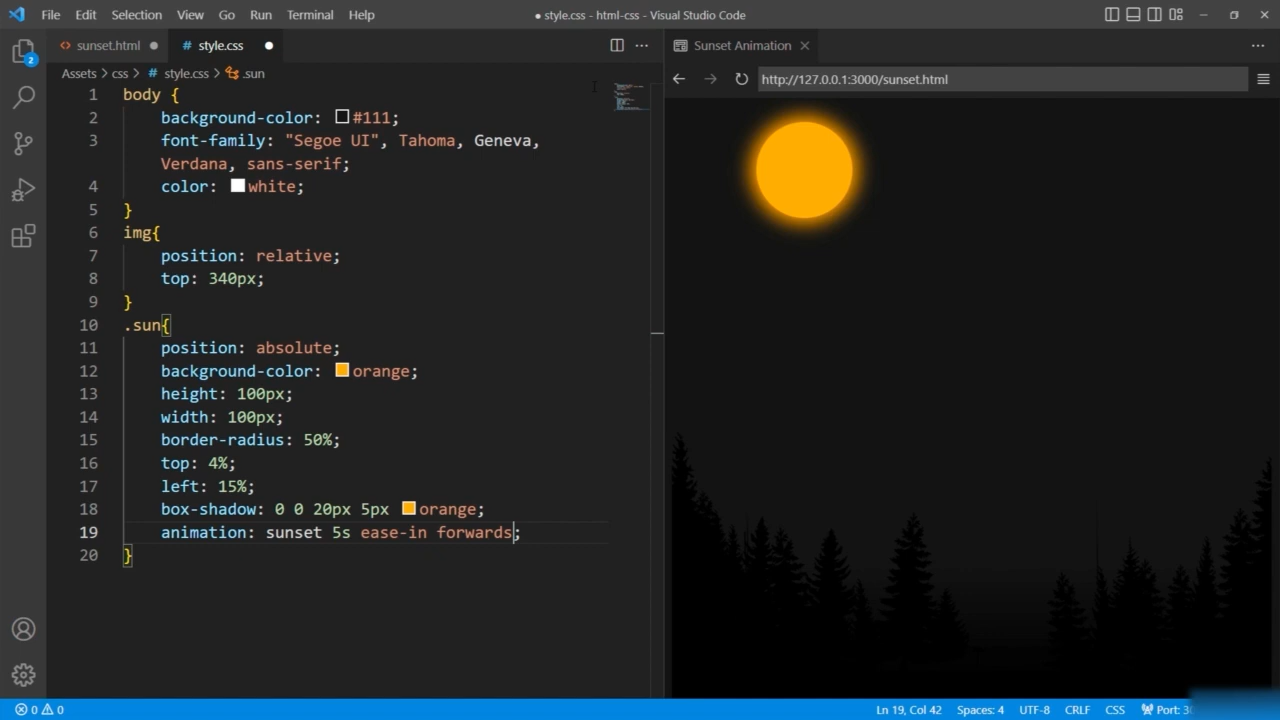 File Edit Selection View Go Run Terminal Help
● style.css - html-css - Visual Studio Code
sunset.html
# style.css
Sunset Animation
Assets > css > # style.css > .sun
http://127.0.0.1:3000/sunset.html
2
1 body {
2 background-color: #111;
3 font-family: "Segoe UI", Tahoma, Geneva,
Verdana, sans-serif;
4 color: white;
5 }
6 img{
7 position: relative;
8 top: 340px;
9 }
10 .sun{
11 position: absolute;
12 background-color: orange;
13 height: 100px;
14 width: 100px;
15 border-radius: 50%;
16 top: 4%;
17 left: 15%;
18 box-shadow: 0 0 20px 5px orange;
19 animation: sunset 5s ease-in forwards;
20 }
0 0
Ln 19, Col 42 Spaces: 4 UTF-8 CRLF CSS Port: